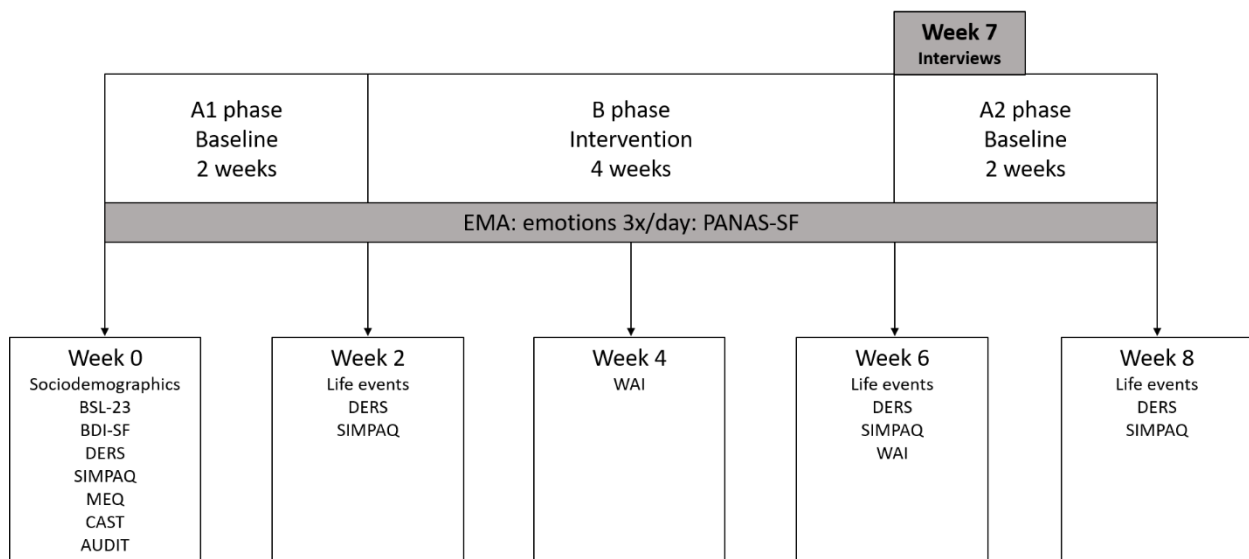 Week 7
Interviews
A1 phase
Baseline
2 weeks
B phase
Intervention
4 weeks
A2 phase
Baseline
2 weeks
EMA: emotions 3x/day: PANAS-SF
Week 0
Sociodemographics
BSL-23
BDI-SF
DERS
SIMPAQ
MEQ
CAST
AUDIT
Week 2
Life events
DERS
SIMPAQ
Week 4
WAI
Week 6
Life events
DERS
SIMPAQ
WAI
Week 8
Life events
DERS
SIMPAQ